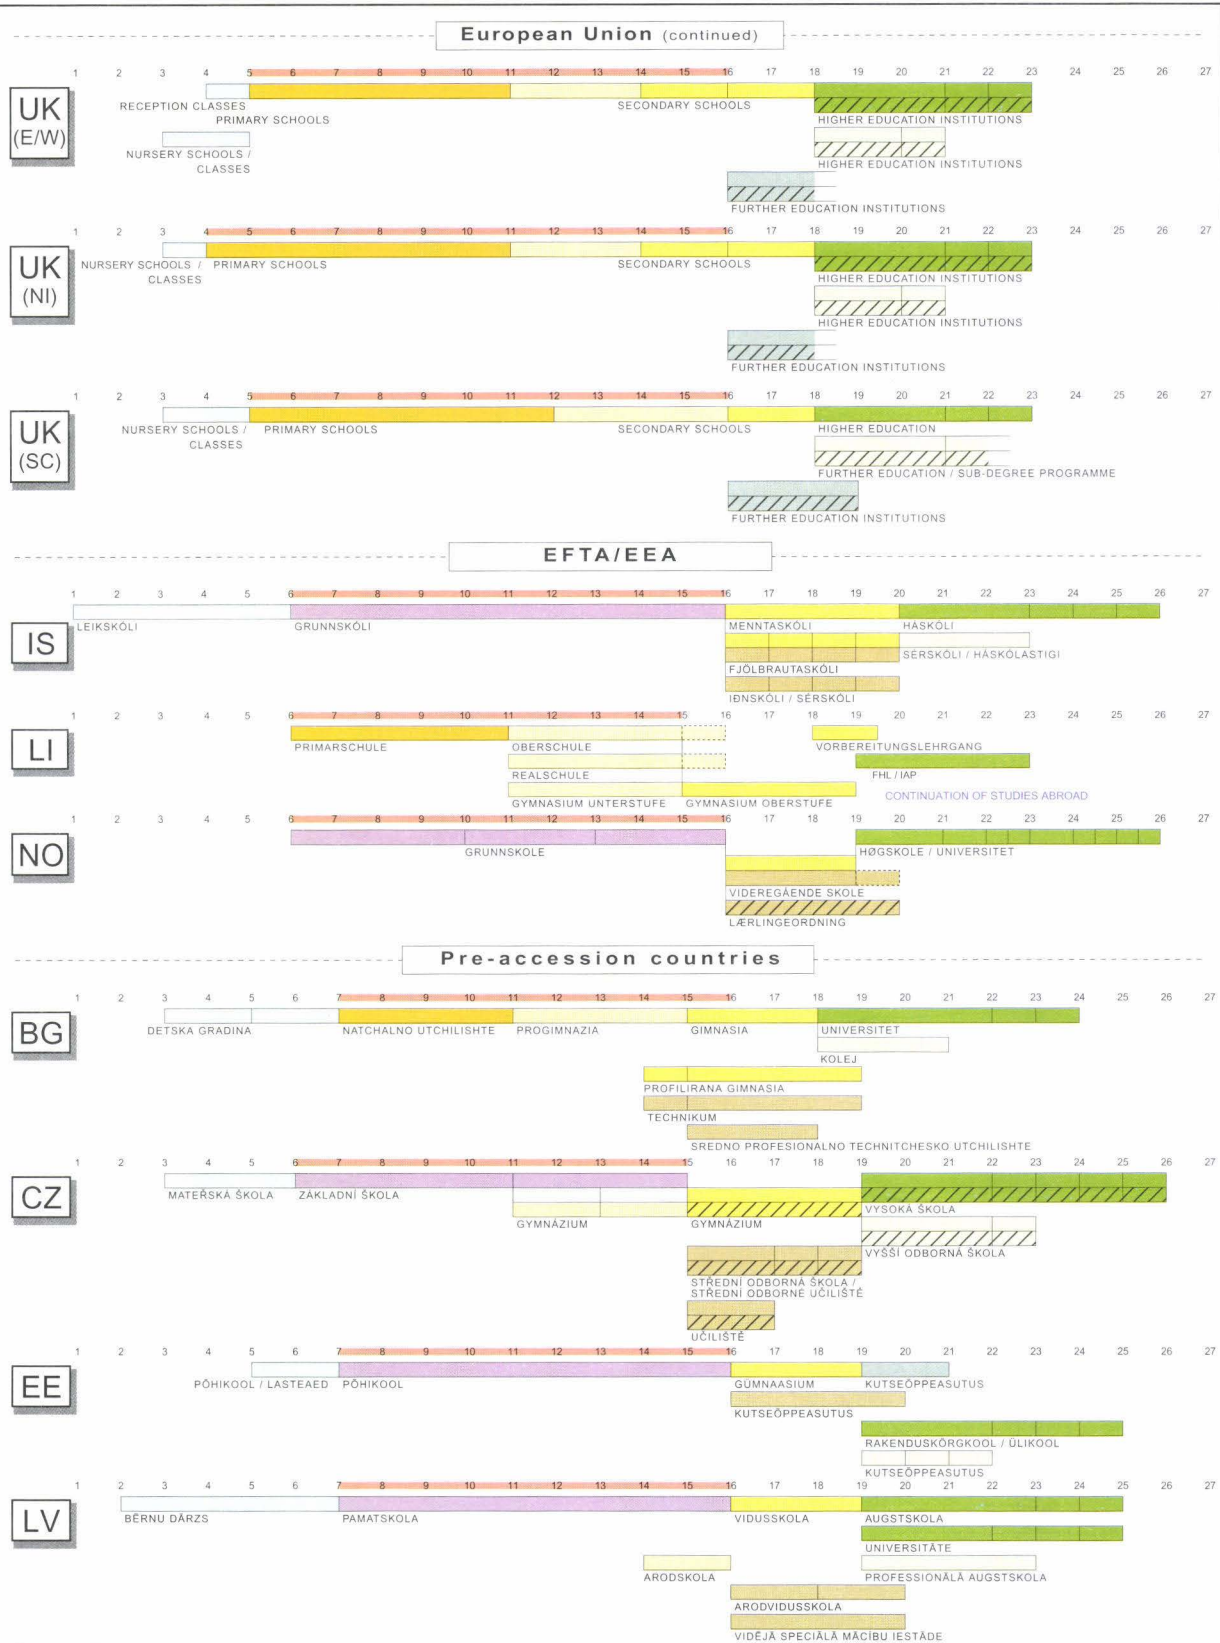 European Union (continued)
1 2 3 4 5 6 7 8 9 10 11 12 13 14 15 16 17 18 19 20 21 22 23 24 25 26 27
UK
(E/W)
RECEPTION CLASSES
SECONDARY SCHOOLS
HIGHER EDUCATION INSTITUTIONS
PRIMARY SCHOOLS
NURSERY SCHOOLS /
CLASSES
HIGHER EDUCATION INSTITUTIONS
FURTHER EDUCATION INSTITUTIONS
1 2 3 4 5 6 7 8 9 10 11 12 13 14 15 16 17 18 19 20 21 22 23 24 25 26 27
UK
(NI)
NURSERY SCHOOLS /
CLASSES
PRIMARY SCHOOLS
SECONDARY SCHOOLS
HIGHER EDUCATION INSTITUTIONS
HIGHER EDUCATION INSTITUTIONS
FURTHER EDUCATION INSTITUTIONS
1 2 3 4 5 6 7 8 9 10 11 12 13 14 15 16 17 18 19 20 21 22 23 24 25 26 27
UK
(SC)
NURSERY SCHOOLS /
CLASSES
PRIMARY SCHOOLS
SECONDARY SCHOOLS
HIGHER EDUCATION
FURTHER EDUCATION / SUB-DEGREE PROGRAMME
FURTHER EDUCATION INSTITUTIONS
EFTA/EEA
1 2 3 4 5 6 7 8 9 10 11 12 13 14 15 16 17 18 19 20 21 22 23 24 25 26 27
IS
LEIKSKÓLI
GRUNNSKÓLI
MENNTASKÓLI
HÁSKÓLI
SÉRSKÓLI / HÁSKÓLASTIGI
FJÖLBRAUTASKÓLI
IÐNSKÓLI / SÉRSKÓLI
1 2 3 4 5 6 7 8 9 10 11 12 13 14 15 16 17 18 19 20 21 22 23 24 25 26 27
LI
PRIMARSCHULE
OBERSCHULE
VORBEREITUNGSLEHRGANG
REALSCHULE
FHL / IAP
GYMNASIUM UNTERSTUFE
GYMNASIUM OBERSTUFE
CONTINUATION OF STUDIES ABROAD
1 2 3 4 5 6 7 8 9 10 11 12 13 14 15 16 17 18 19 20 21 22 23 24 25 26 27
NO
GRUNNSKOLE
HØGSKOLE / UNIVERSITET
VIDEREGÅENDE SKOLE
LÆRLINGEORDNING
Pre-accession countries
1 2 3 4 5 6 7 8 9 10 11 12 13 14 15 16 17 18 19 20 21 22 23 24 25 26 27
BG
DETSKA GRADINA
NATCHALNO UTCHILISHTE
PROGIMNAZIA
GIMNASIA
UNIVERSITET
KOLEJ
PROFILIRANA GIMNASIA
TECHNIKUM
SREDNO PROFESIONALNO TECHNITCHESKO UTCHILISHTE
1 2 3 4 5 6 7 8 9 10 11 12 13 14 15 16 17 18 19 20 21 22 23 24 25 26 27
CZ
MATEŘSKÁ ŠKOLA
ZÁKLADNÍ ŠKOLA
GYMNÁZIUM
GYMNÁZIUM
VYSOKÁ ŠKOLA
VYŠŠÍ ODBORNÁ ŠKOLA
STŘEDNÍ ODBORNÁ ŠKOLA /
STŘEDNÍ ODBORNÉ UČILIŠTĚ
UČILIŠTĚ
1 2 3 4 5 6 7 8 9 10 11 12 13 14 15 16 17 18 19 20 21 22 23 24 25 26 27
EE
PÕHIKOOL / LASTEAED
PÕHIKOOL
GÜMNAASIUM
KUTSEÕPPEASUTUS
KUTSEÕPPEASUTUS
RAKENDUSKÕRGKOOL / ÜLIKOOL
KUTSEÕPPEASUTUS
1 2 3 4 5 6 7 8 9 10 11 12 13 14 15 16 17 18 19 20 21 22 23 24 25 26 27
LV
BĒRNU DĀRZS
PAMATSKOLA
VIDUSSKOLA
AUGSTSKOLA
UNIVERSITĀTE
ARODSKOLA
PROFESSIONĀLĀ AUGSTSKOLA
ARODVIDUSSKOLA
VIDĒJĀ SPECIĀLĀ MĀCĪBU IESTĀDE